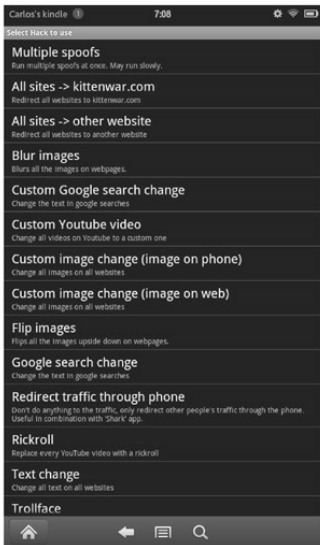 Carlos's kindle 1 7:08
Select Hack to use
Multiple spoofs
Run multiple spoofs at once. May run slowly.
All sites -> kittenwar.com
Redirect all websites to kittenwar.com
All sites -> other website
Redirect all websites to another website
Blur images
Blurs all the images on webpages.
Custom Google search change
Change the text in google searches
Custom Youtube video
Change all videos on Youtube to a custom one
Custom image change (image on phone)
Change all images on all websites
Custom image change (image on web)
Change all images on all websites
Flip images
Flips all the images upside down on webpages.
Google search change
Change the text in google searches
Redirect traffic through phone
Don't do anything to the traffic, only redirect other people's traffic through the phone.
Useful in combination with 'Shark' app.
Rickroll
Replace every YouTube video with a rickroll
Text change
Change all text on all websites
Trollface